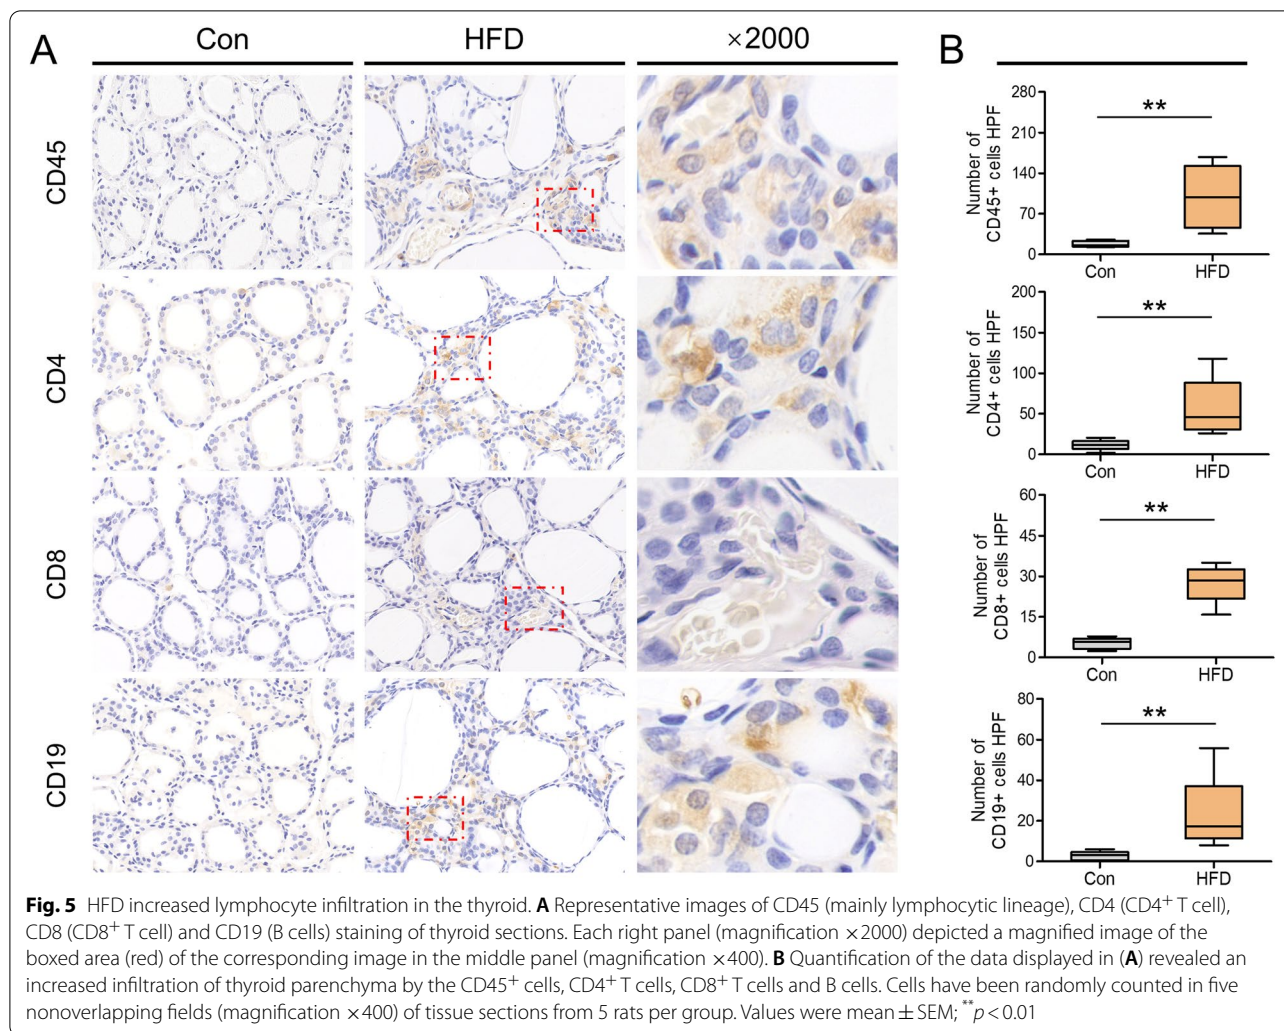 A
Con
HFD
×2000
CD45
CD4
CD8
CD19
B
Number of
CD45+ cells HPF
280
210
140
70
0
Con
HFD
**
Number of
CD4+ cells HPF
200
150
100
50
0
Con
HFD
**
Number of
CD8+ cells HPF
60
45
30
15
0
Con
HFD
**
Number of
CD19+ cells HPF
80
60
40
20
0
Con
HFD
**
Fig. 5 HFD increased lymphocyte infiltration in the thyroid. A Representative images of CD45 (mainly lymphocytic lineage), CD4 (CD4⁺ T cell),
CD8 (CD8⁺ T cell) and CD19 (B cells) staining of thyroid sections. Each right panel (magnification ×2000) depicted a magnified image of the
boxed area (red) of the corresponding image in the middle panel (magnification ×400). B Quantification of the data displayed in (A) revealed an
increased infiltration of thyroid parenchyma by the CD45⁺ cells, CD4⁺ T cells, CD8⁺ T cells and B cells. Cells have been randomly counted in five
nonoverlapping fields (magnification ×400) of tissue sections from 5 rats per group. Values were mean ± SEM; **p < 0.01